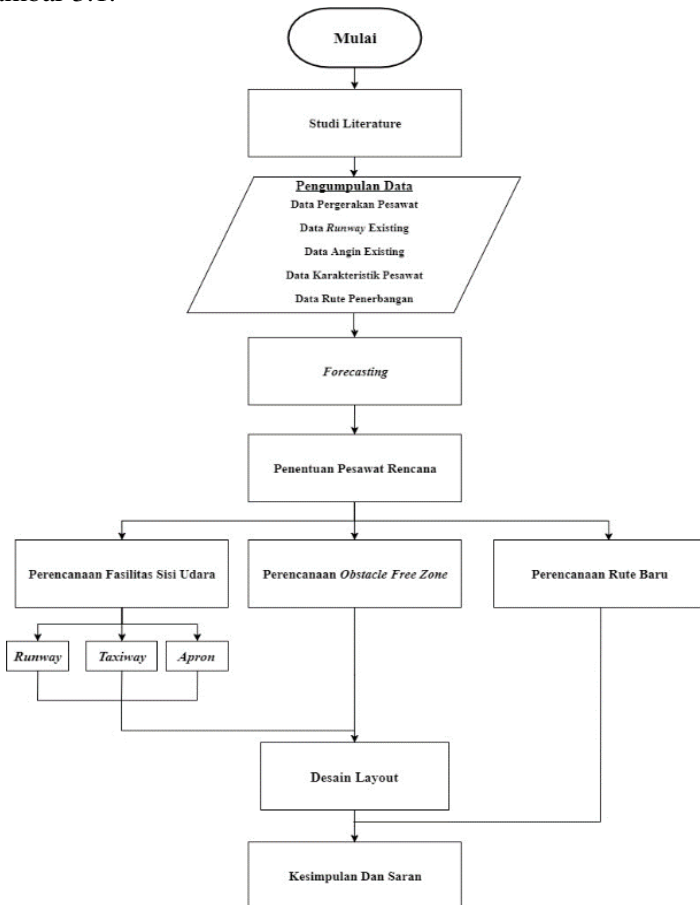 Mulai
Studi Literature
Pengumpulan Data
Data Pergerakan Pesawat
Data Runway Existing
Data Angin Existing
Data Karakteristik Pesawat
Data Rute Penerbangan
Forecasting
Penentuan Pesawat Rencana
Perencanaan Fasilitas Sisi Udara
Perencanaan Obstacle Free Zone
Perencanaan Rute Baru
Runway
Taxiway
Apron
Desain Layout
Kesimpulan Dan Saran